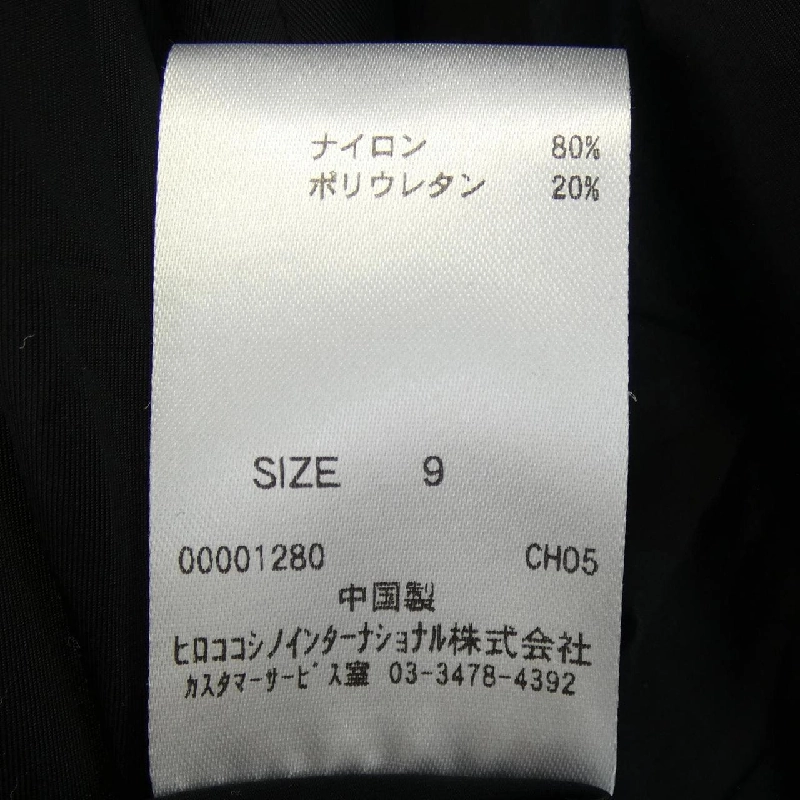 ナイロン 80%
ポリウレタン 20%
SIZE 9
00001280 CH05
中国製
ヒロココシノインターナショナル株式会社
カスタマーサービス室 03-3478-4392